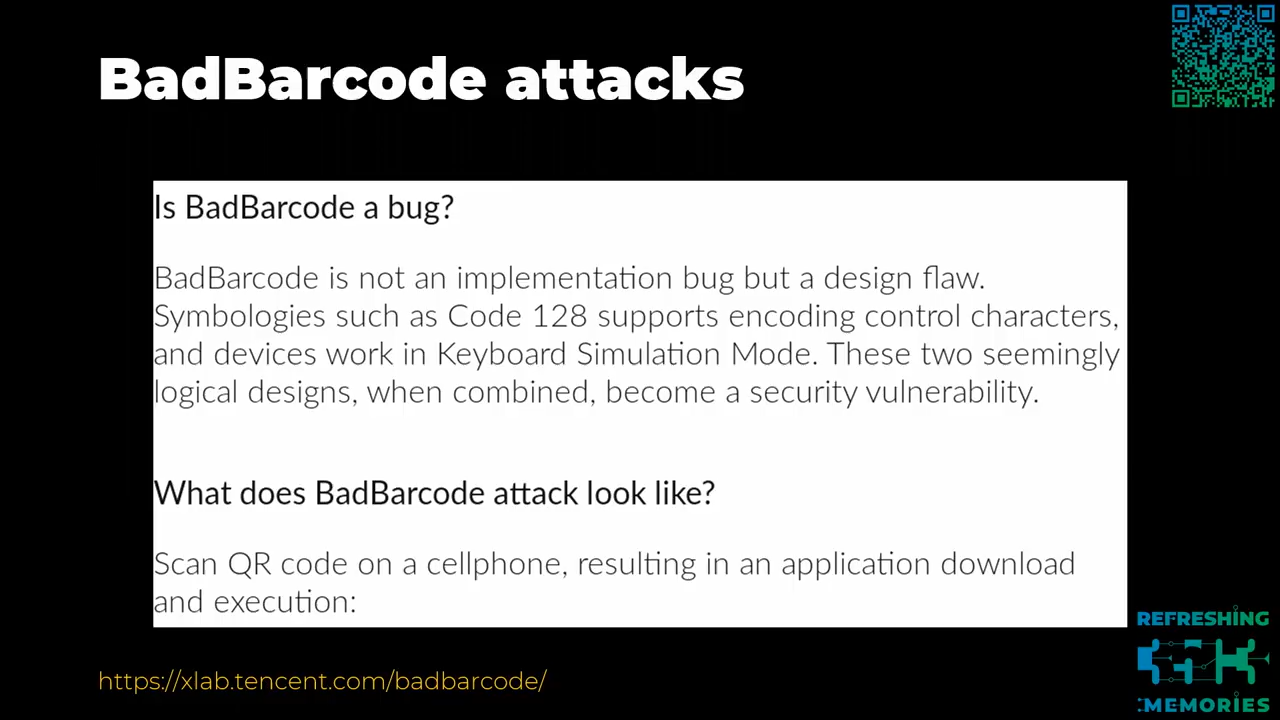 BadBarcode attacks
Is BadBarcode a bug?
BadBarcode is not an implementation bug but a design flaw.
Symbologies such as Code 128 supports encoding control characters,
and devices work in Keyboard Simulation Mode. These two seemingly
logical designs, when combined, become a security vulnerability.
What does BadBarcode attack look like?
Scan QR code on a cellphone, resulting in an application download
and execution:
https://xlab.tencent.com/badbarcode/
REFRESHING
:MEMORIES